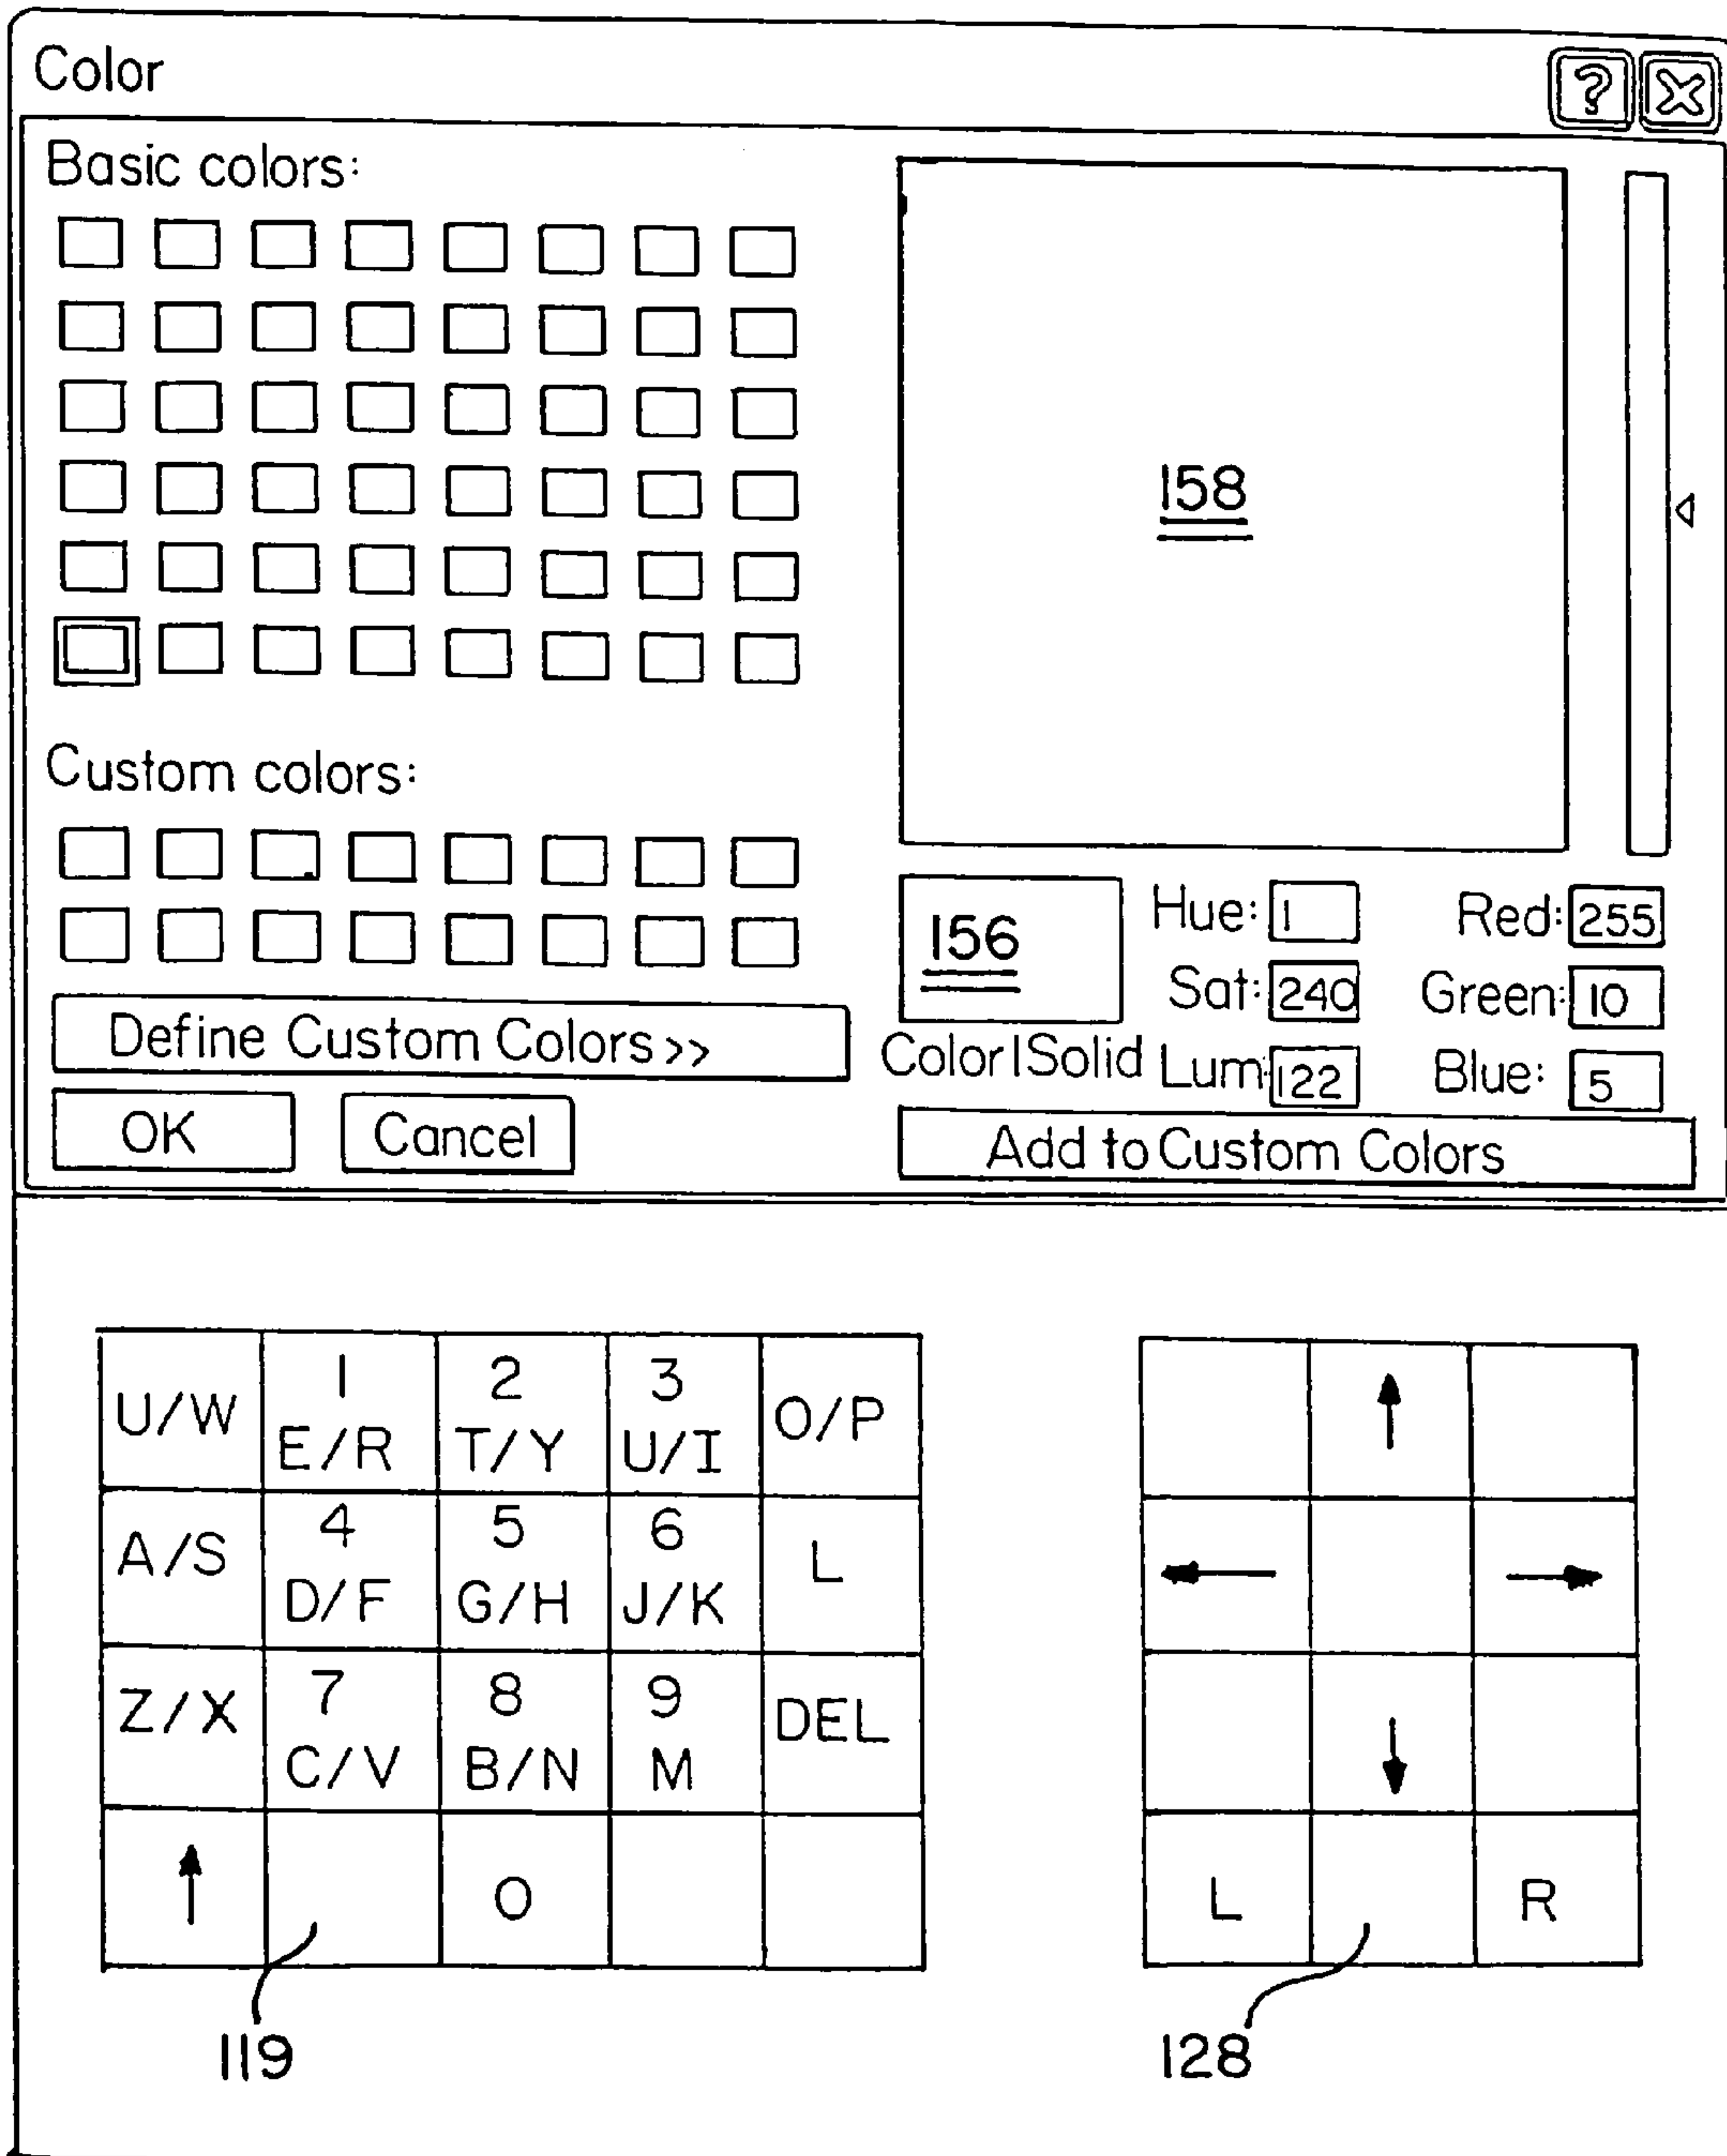 Color ? X
Basic colors:
158
Custom colors:
156
Hue: 1 Red: 255
Sat: 240 Green: 10
Color|Solid Lum: 122 Blue: 5
Define Custom Colors >>
OK Cancel Add to Custom Colors
U/W 1 E/R 2 T/Y 3 U/I O/P
A/S 4 D/F 5 G/H 6 J/K L
Z/X 7 C/V 8 B/N 9 M DEL
↑ 0
↑
← →
↓
L R
119 128